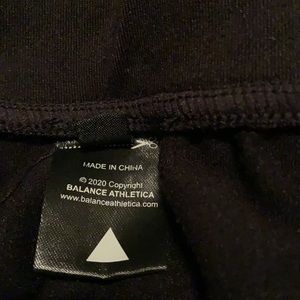 MADE IN CHINA
© 2020 Copyright
BALANCE ATHLETICA
www.balanceathletica.com